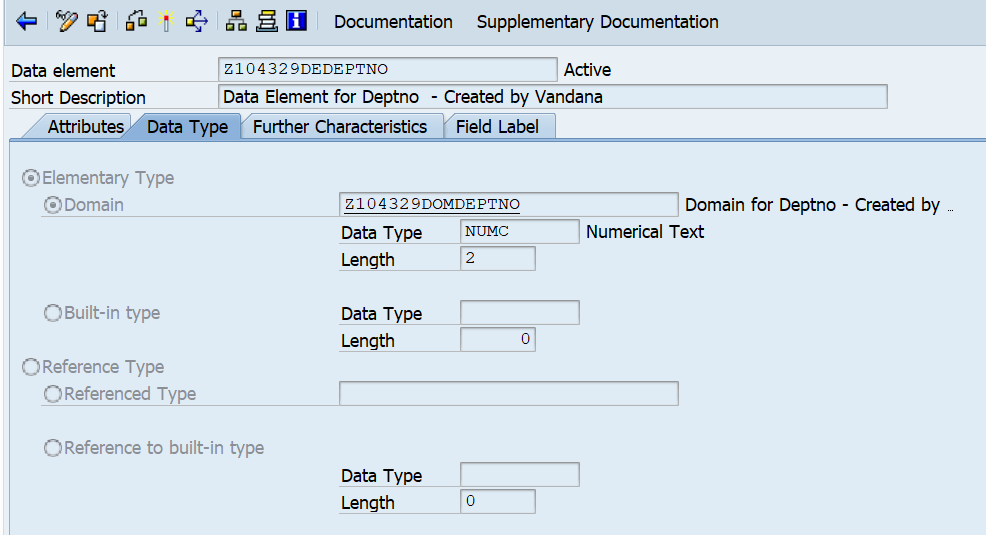 Documentation Supplementary Documentation
Data element Z104329DEDEPTNO Active
Short Description Data Element for Deptno - Created by Vandana
Attributes Data Type Further Characteristics Field Label
Elementary Type
Domain Z104329DOMDEPTNO Domain for Deptno - Created by ...
Data Type NUMC Numerical Text
Length 2
Built-in type Data Type
Length 0
Reference Type
Referenced Type
Reference to built-in type
Data Type
Length 0